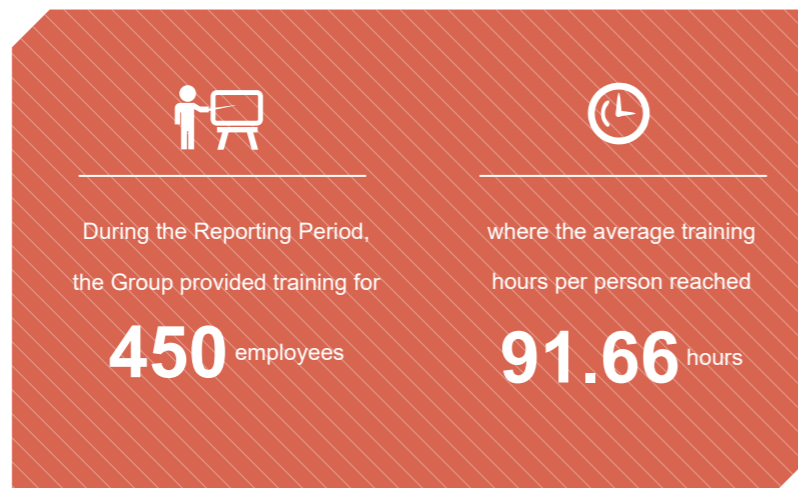 During the Reporting Period,
the Group provided training for
450 employees
where the average training
hours per person reached
91.66 hours